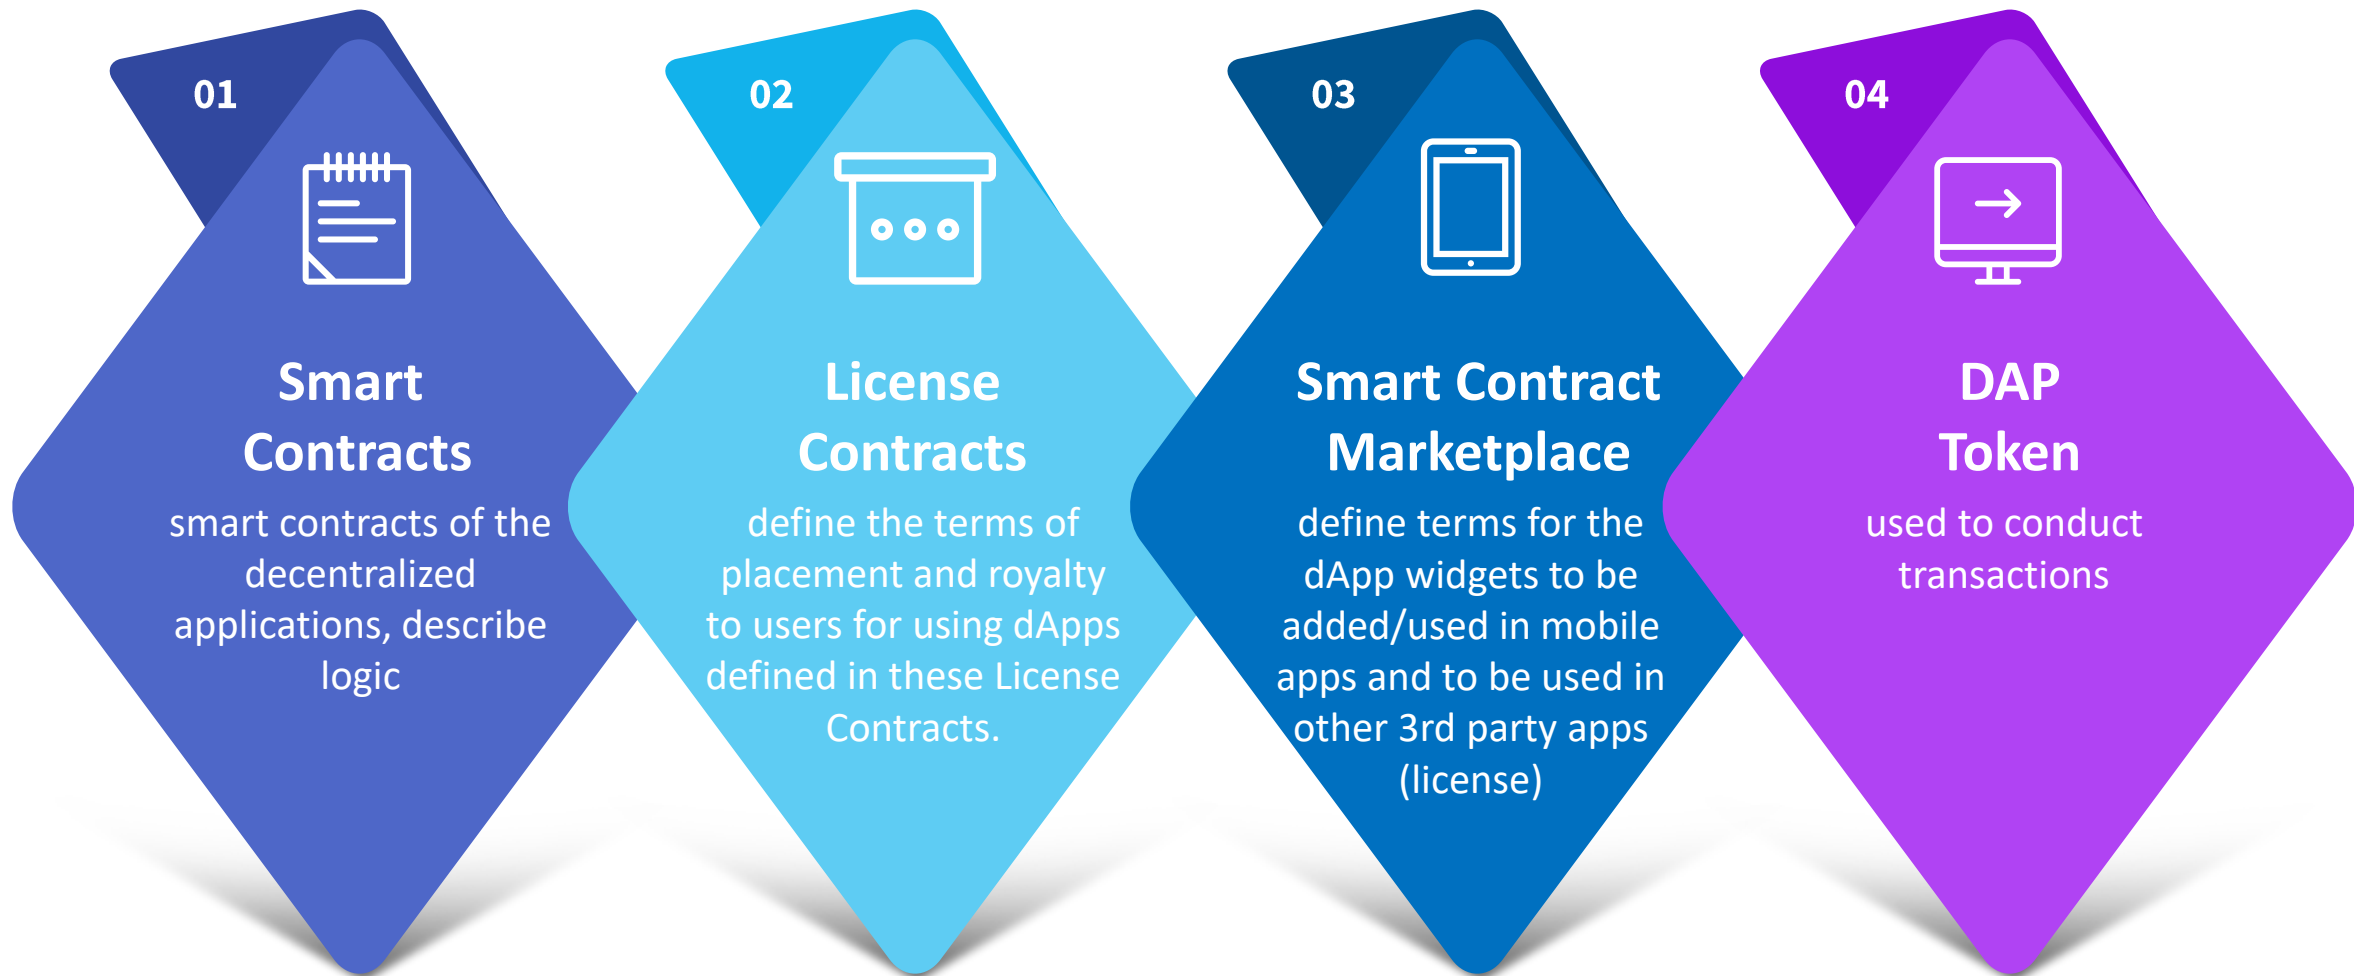 01
Smart
Contracts
smart contracts of the
decentralized
applications, describe
logic
02
License
Contracts
define the terms of
placement and royalty
to users for using dApps
defined in these License
Contracts.
03
Smart Contract
Marketplace
define terms for the
dApp widgets to be
added/used in mobile
apps and to be used in
other 3rd party apps
(license)
04
DAP
Token
used to conduct
transactions